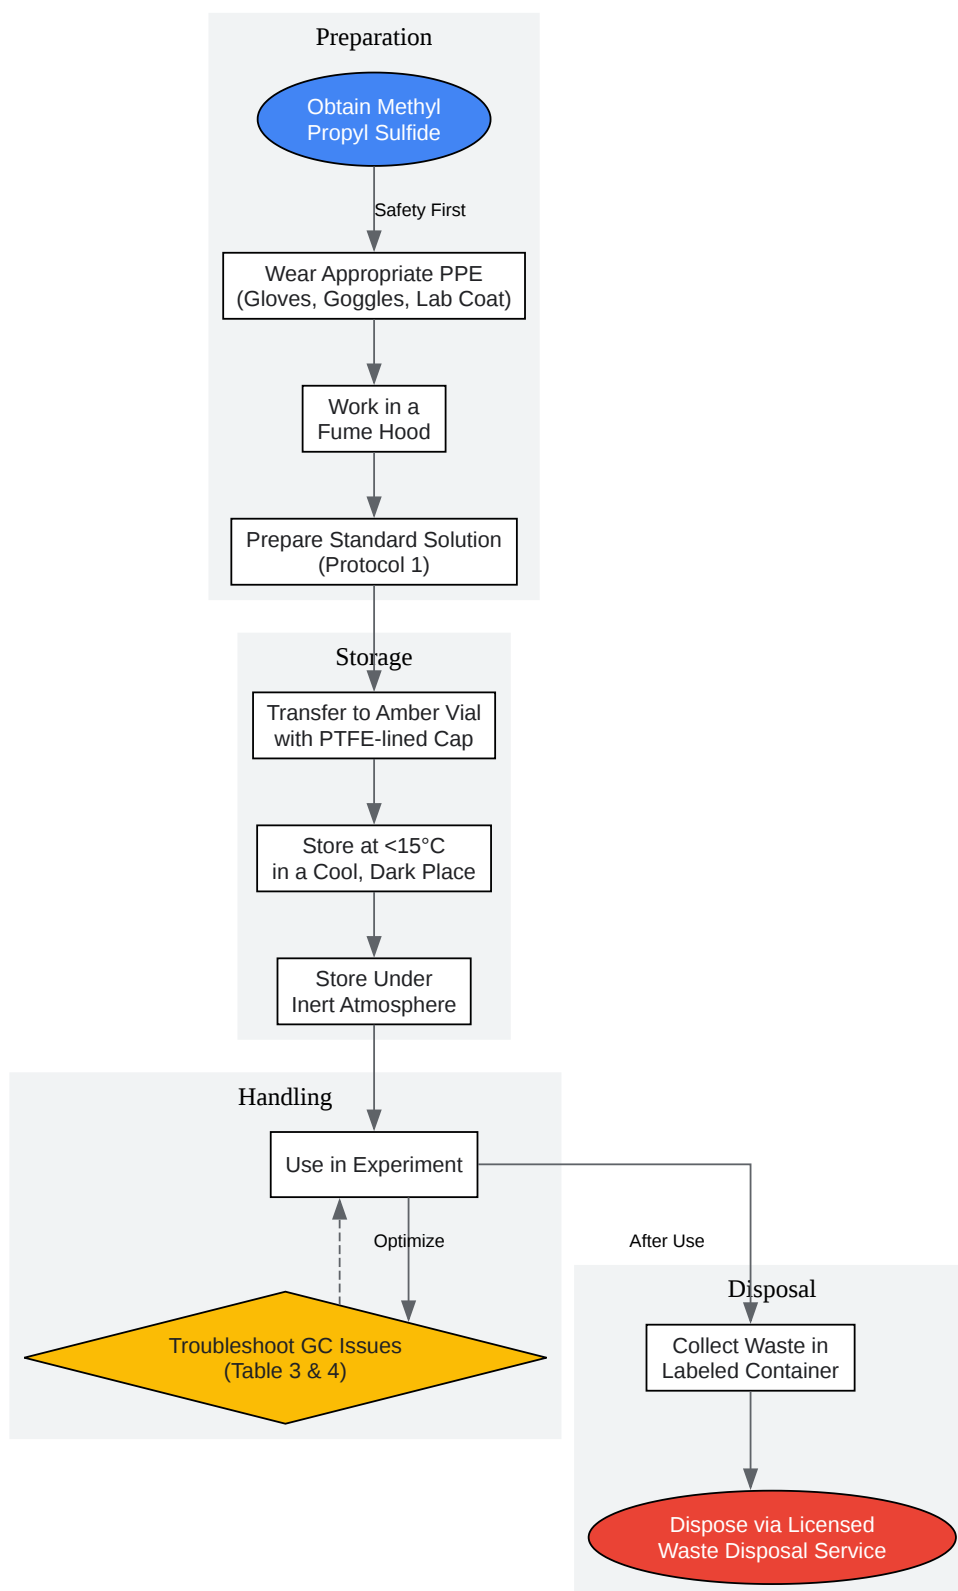 Preparation
Obtain Methyl
Propyl Sulfide
Safety First
Wear Appropriate PPE
(Gloves, Goggles, Lab Coat)
Work in a
Fume Hood
Prepare Standard Solution
(Protocol 1)
Storage
Transfer to Amber Vial
with PTFE-lined Cap
Store at <15°C
in a Cool, Dark Place
Store Under
Inert Atmosphere
Handling
Use in Experiment
Optimize
Troubleshoot GC Issues
(Table 3 & 4)
After Use
Disposal
Collect Waste in
Labeled Container
Dispose via Licensed
Waste Disposal Service